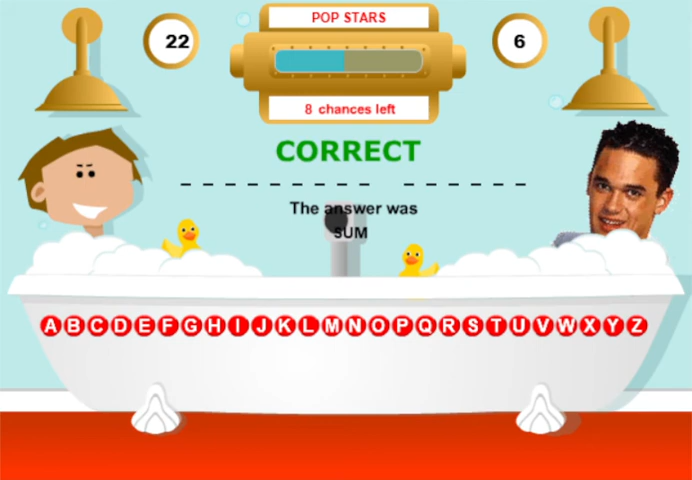 POP STARS
22
6
8 chances left
CORRECT
The answer was
SUM
A B C D E F G H I J K L M N O P Q R S T U V W X Y Z